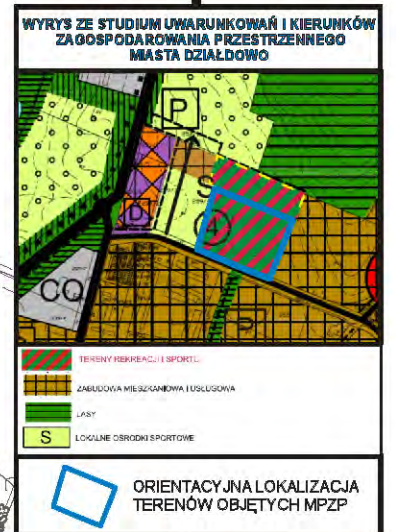 WYRYS ZE STUDIUM UWARUNKOWAŃ I KIERUNKÓW
ZAGOSPODAROWANIA PRZESTRZENNEGO
MIASTA DZIAŁDOWO
P
S
4
D
CO
TERENY REKREACJI I SPORTU
ZABUDOWA MIESZKANIOWA I USŁUGOWA
LASY
S LOKALNE OŚRODKI SPORTOWE
ORIENTACYJNA LOKALIZACJA
TERENÓW OBJĘTYCH MPZP